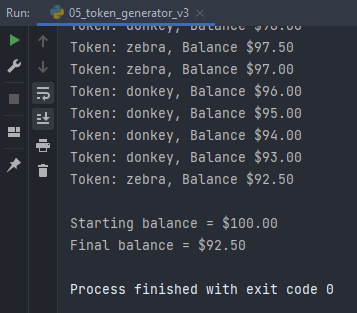 Run: 05_token_generator_v3
Token: donkey, Balance $98.00
Token: zebra, Balance $97.50
Token: zebra, Balance $97.00
Token: donkey, Balance $96.00
Token: donkey, Balance $95.00
Token: donkey, Balance $94.00
Token: donkey, Balance $93.00
Token: zebra, Balance $92.50
Starting balance = $100.00
Final balance = $92.50
Process finished with exit code 0